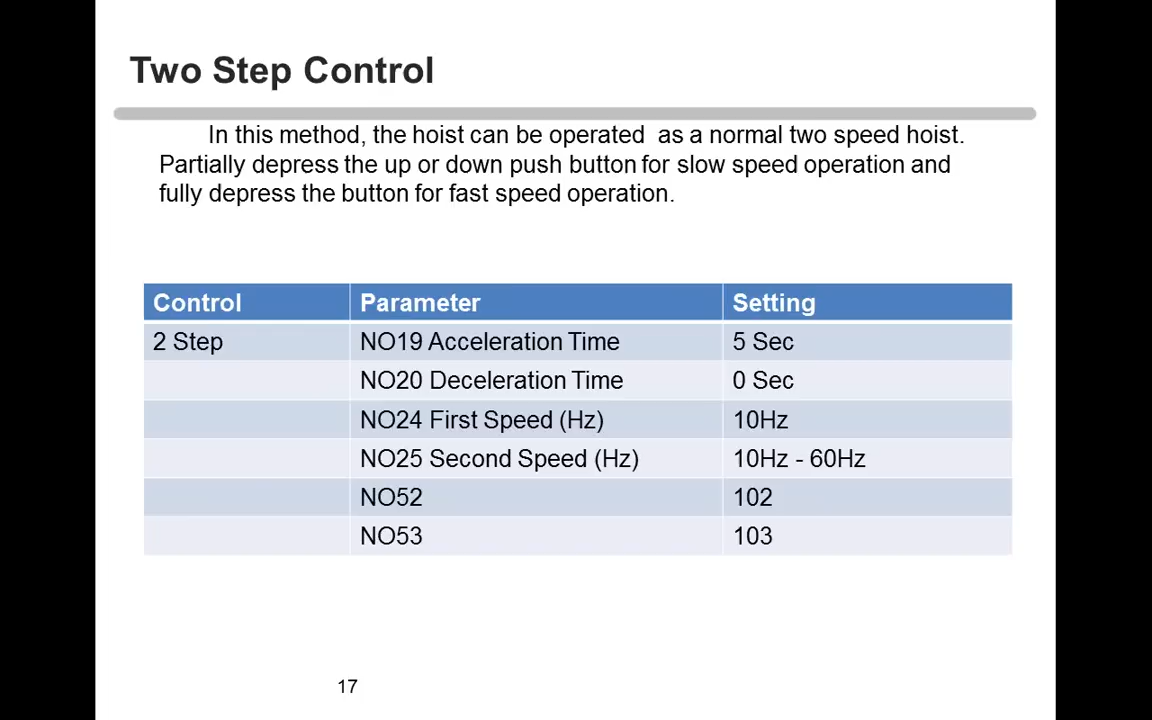 Two Step Control
In this method, the hoist can be operated as a normal two speed hoist.
Partially depress the up or down push button for slow speed operation and
fully depress the button for fast speed operation.
Control Parameter Setting
2 Step NO19 Acceleration Time 5 Sec
NO20 Deceleration Time 0 Sec
NO24 First Speed (Hz) 10Hz
NO25 Second Speed (Hz) 10Hz - 60Hz
NO52 102
NO53 103
17